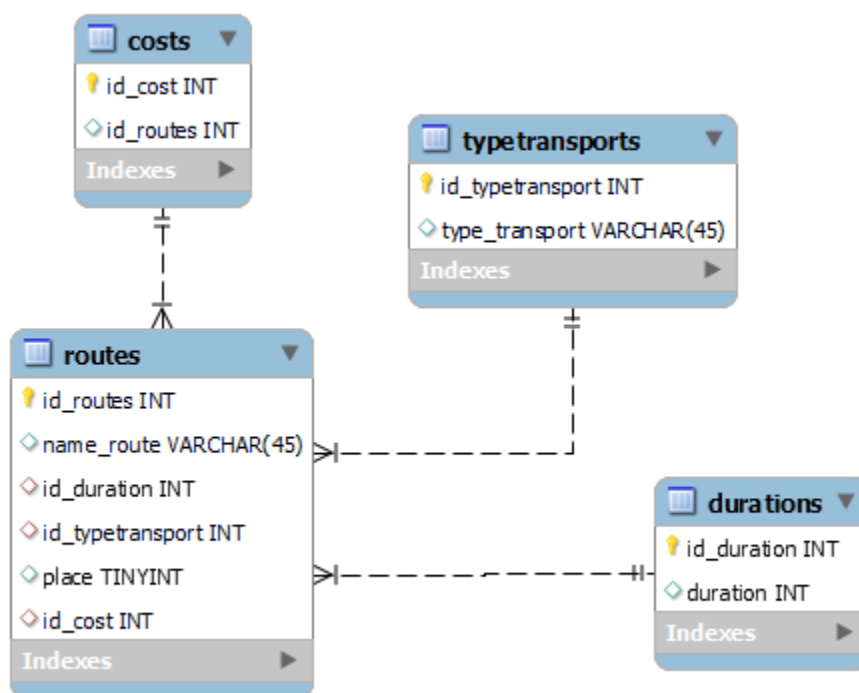 costs
id_cost INT
id_routes INT
Indexes
typetransports
id_typetransport INT
type_transport VARCHAR(45)
Indexes
routes
id_routes INT
name_route VARCHAR(45)
id_duration INT
id_typetransport INT
place TINYINT
id_cost INT
Indexes
durations
id_duration INT
duration INT
Indexes